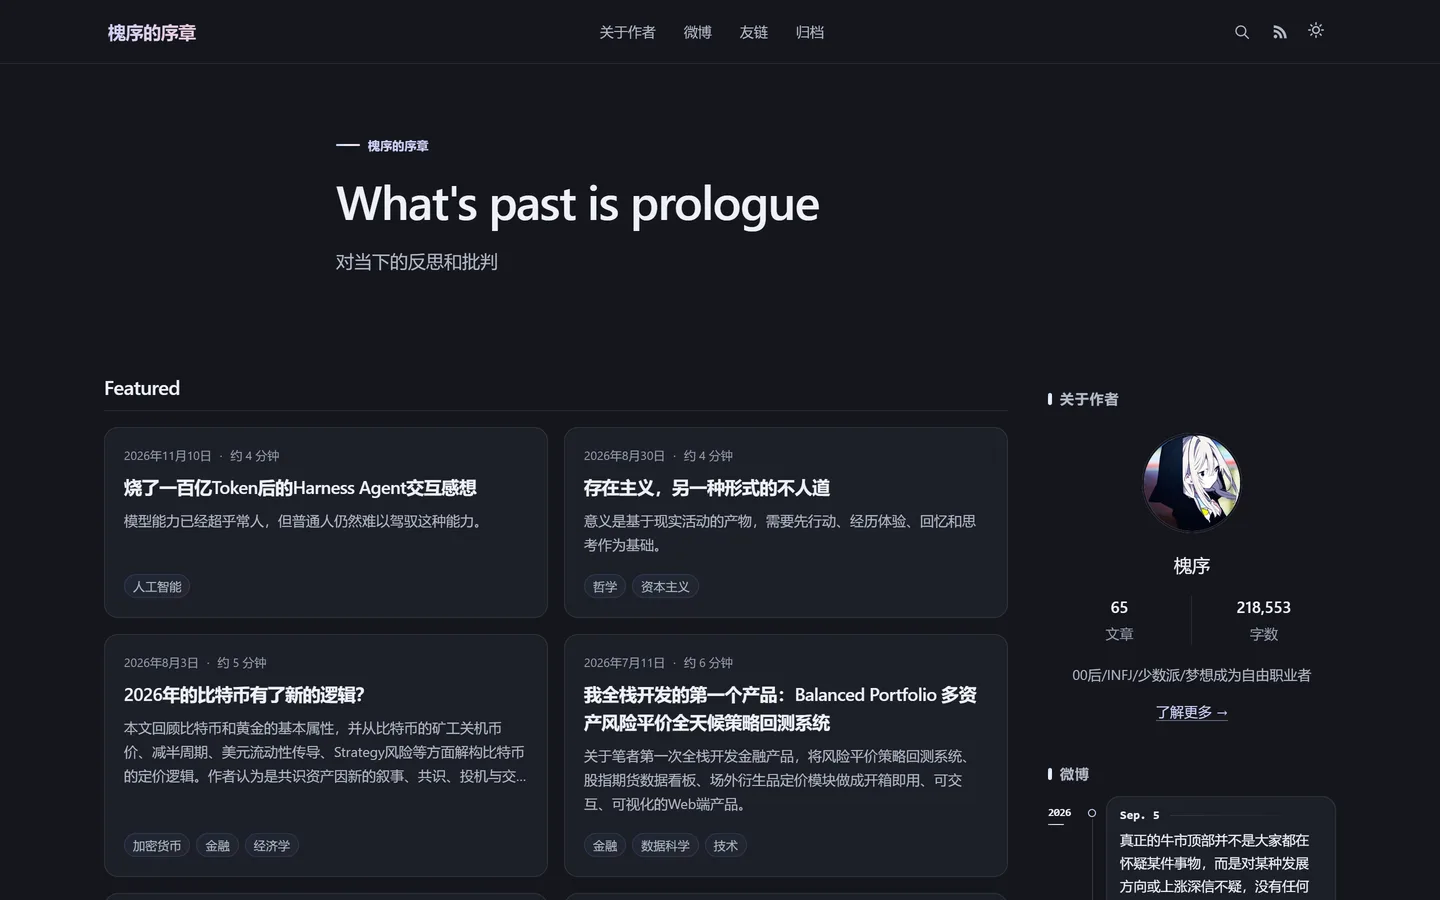 槐序的序章
关于作者 微博 友链 归档
槐序的序章
What's past is prologue
对当下的反思和批判
Featured
2026年11月10日 · 约 4 分钟
烧了一百亿Token后的Harness Agent交互感想
模型能力已经超乎常人，但普通人仍然难以驾驭这种能力。
人工智能
2026年8月30日 · 约 4 分钟
存在主义，另一种形式的不人道
意义是基于现实活动的产物，需要先行动、经历体验、回忆和思
考作为基础。
哲学 资本主义
2026年8月3日 · 约 5 分钟
2026年的比特币有了新的逻辑？
本文回顾比特币和黄金的基本属性，并从比特币的矿工关机币
价、减半周期、美元流动性传导、Strategy风险等方面解构比特币
的定价逻辑。作者认为是共识资产因新的叙事、共识、投机与交...
加密货币 金融 经济学
2026年7月11日 · 约 6 分钟
我全栈开发的第一个产品：Balanced Portfolio 多资
产风险平价全天候策略回测系统
关于笔者第一次全栈开发金融产品，将风险平价策略回测系统、
股指期货数据看板、场外衍生品定价模块做成开箱即用、可交
互、可视化的Web端产品。
金融 数据科学 技术
关于作者
槐序
65
文章
218,553
字数
00后/INFJ/少数派/梦想成为自由职业者
了解更多 →
微博
2026
Sep. 5
真正的牛市顶部并不是大家都在
怀疑某件事物，而是对某种发展
方向或上涨深信不疑，没有任何